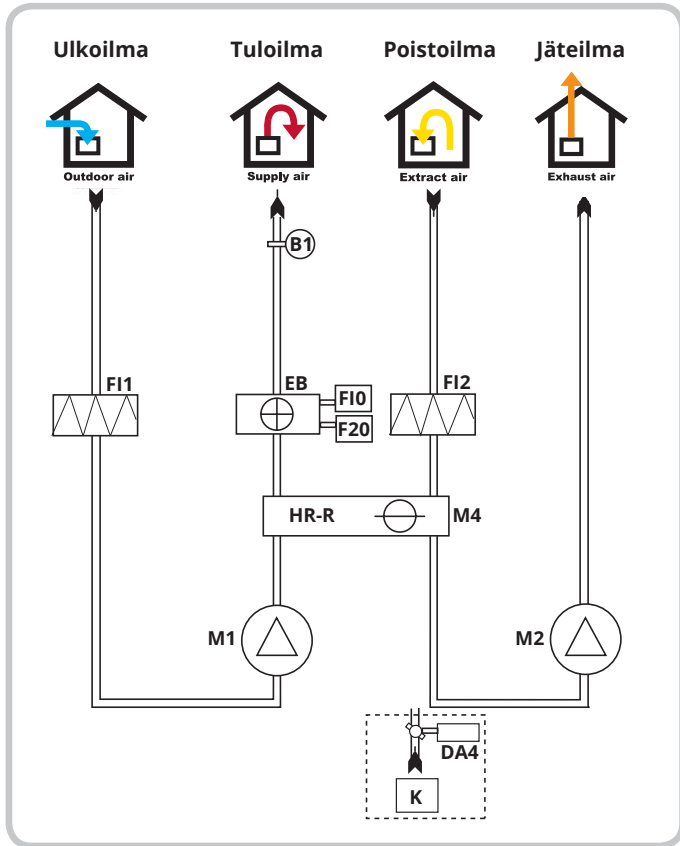 Ulkoilma Tuloilma Poistoilma Jäteilma
Outdoor air Supply air Extract air Exhaust air
B1
FI1 EB FI0 FI2
F20
HR-R M4
M1 M2
DA4
K